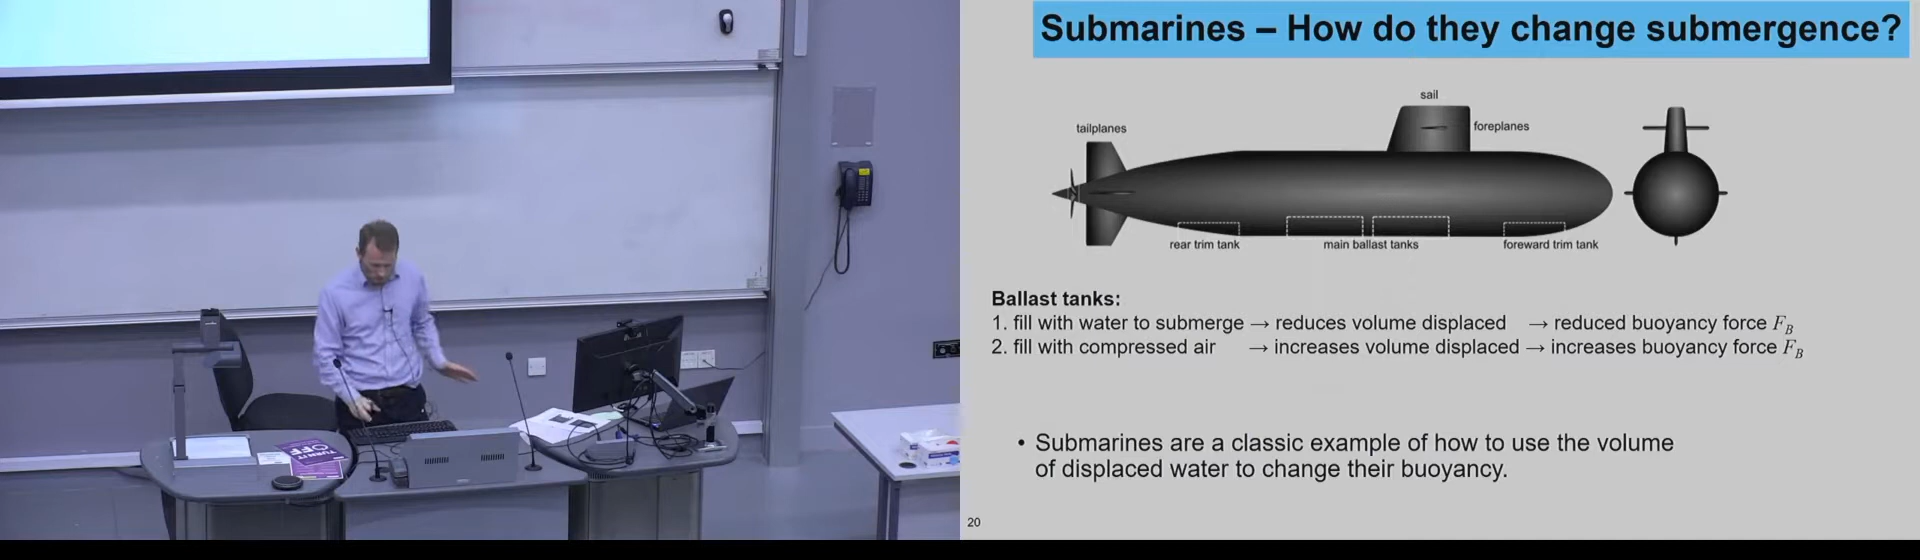 Submarines – How do they change submergence?
sail
tailplanes
foreplanes
rear trim tank
main ballast tanks
foreward trim tank
Ballast tanks:
1. fill with water to submerge → reduces volume displaced → reduced buoyancy force F_B
2. fill with compressed air → increases volume displaced → increases buoyancy force F_B
• Submarines are a classic example of how to use the volume
of displaced water to change their buoyancy.
20
TURN IT
OFF